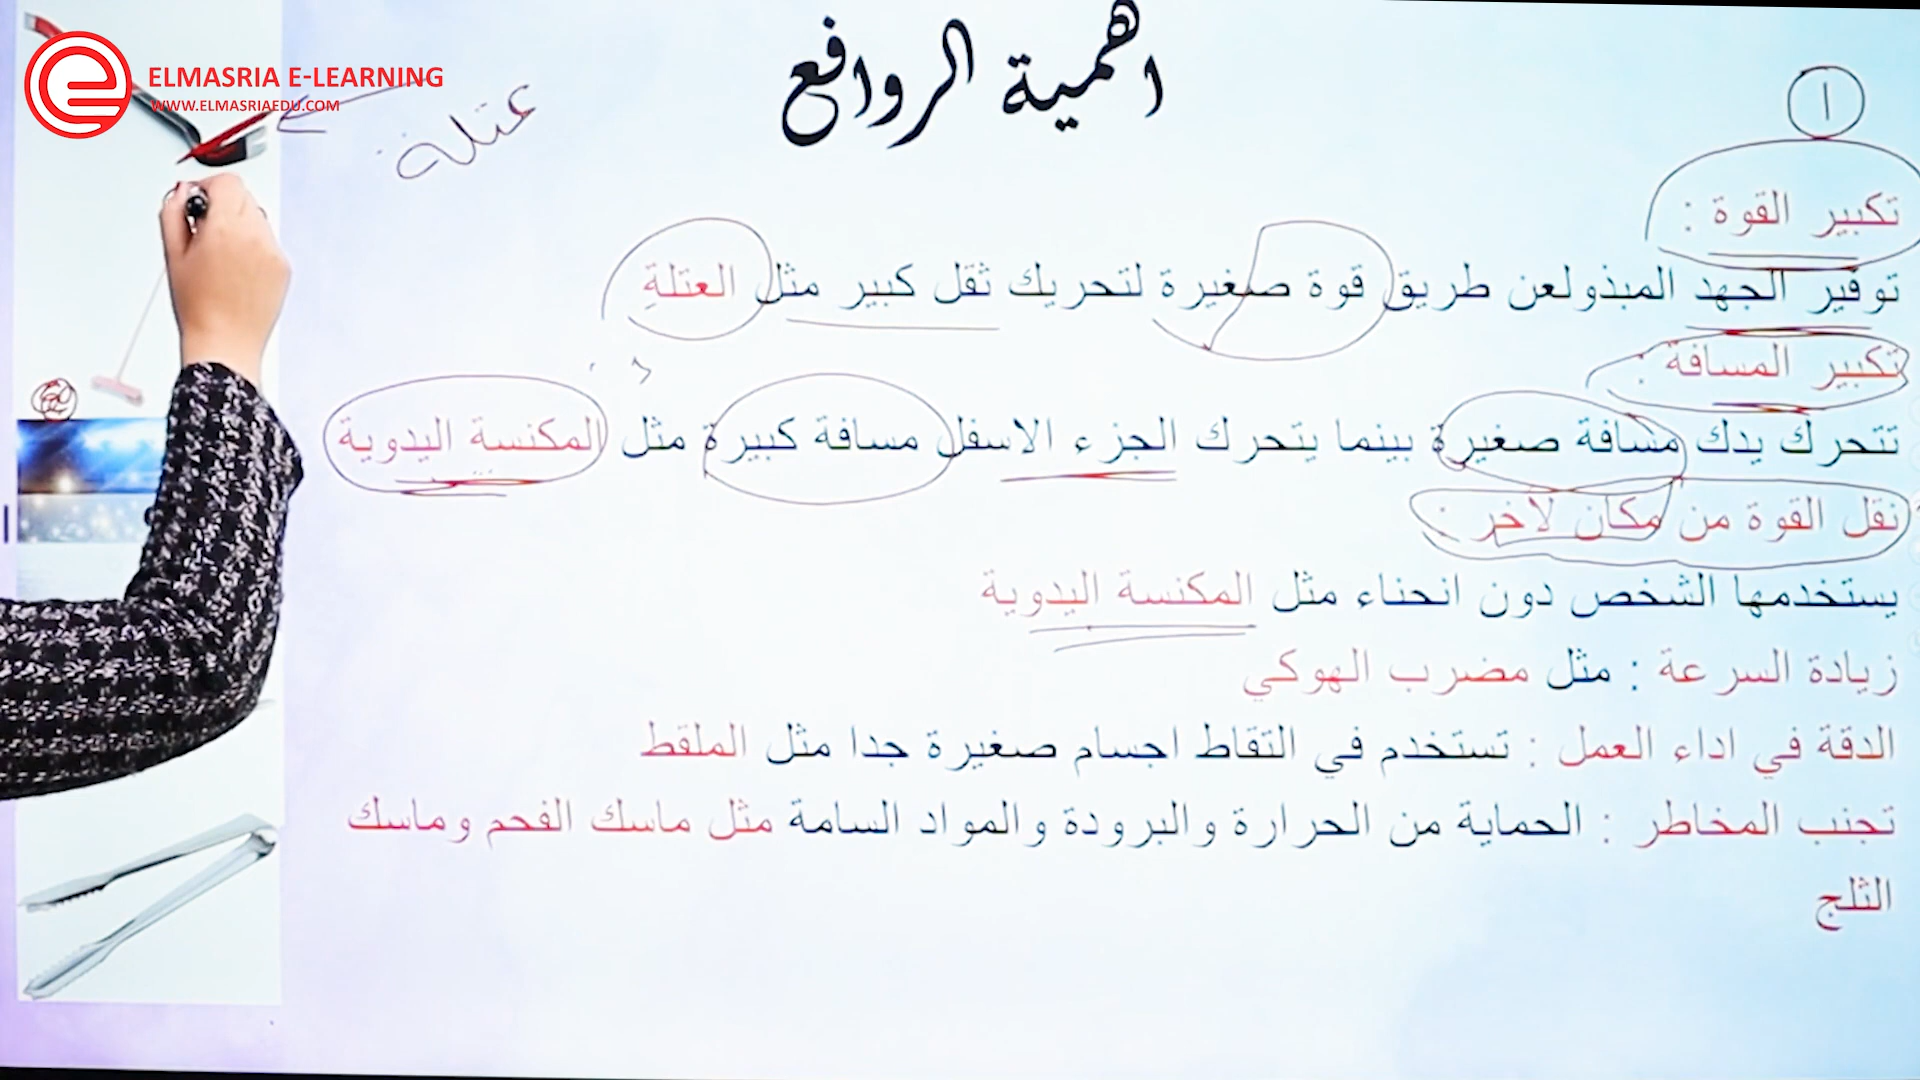 ELMASRIA E-LEARNING
WWW.ELMASRIAEDU.COM
اهمية الروافع
عتلة
١
تكبير القوة :
توفير الجهد المبذولعن طريق قوة صغيرة لتحريك ثقل كبير مثل العتلةِ
تكبير المسافة :
تتحرك يدك مسافة صغيرة بينما يتحرك الجزء الاسفل مسافة كبيرة مثل المكنسة اليدوية
نقل القوة من مكان لاخر :
يستخدمها الشخص دون انحناء مثل المكنسة اليدوية
زيادة السرعة : مثل مضرب الهوكي
الدقة في اداء العمل : تستخدم في التقاط اجسام صغيرة جدا مثل الملقط
تجنب المخاطر : الحماية من الحرارة والبرودة والمواد السامة مثل ماسك الفحم وماسك
الثلج